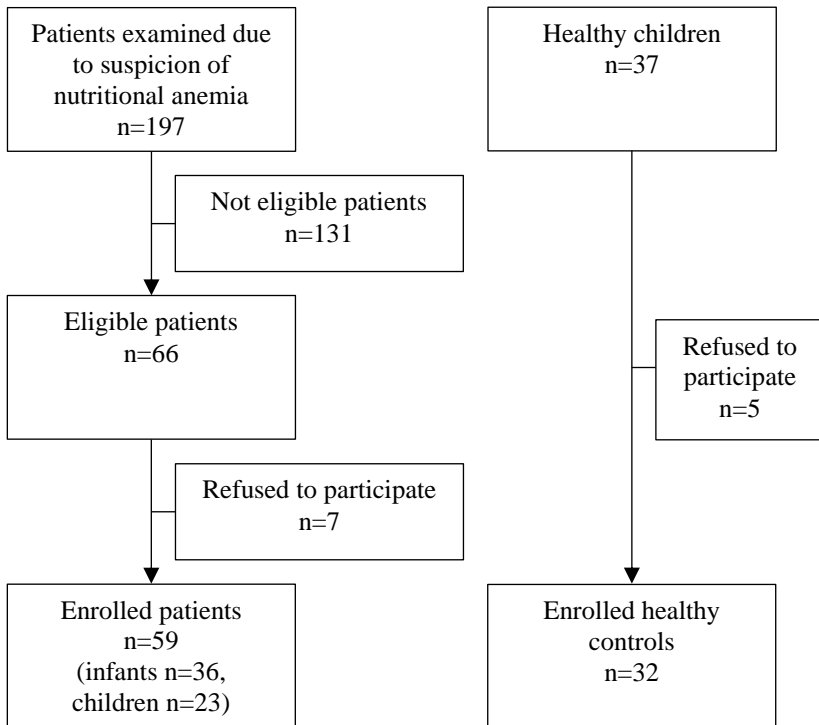 Patients examined due
to suspicion of
nutritional anemia
n=197
Not eligible patients
n=131
Eligible patients
n=66
Refused to participate
n=7
Enrolled patients
n=59
(infants n=36,
children n=23)
Healthy children
n=37
Refused to
participate
n=5
Enrolled healthy
controls
n=32